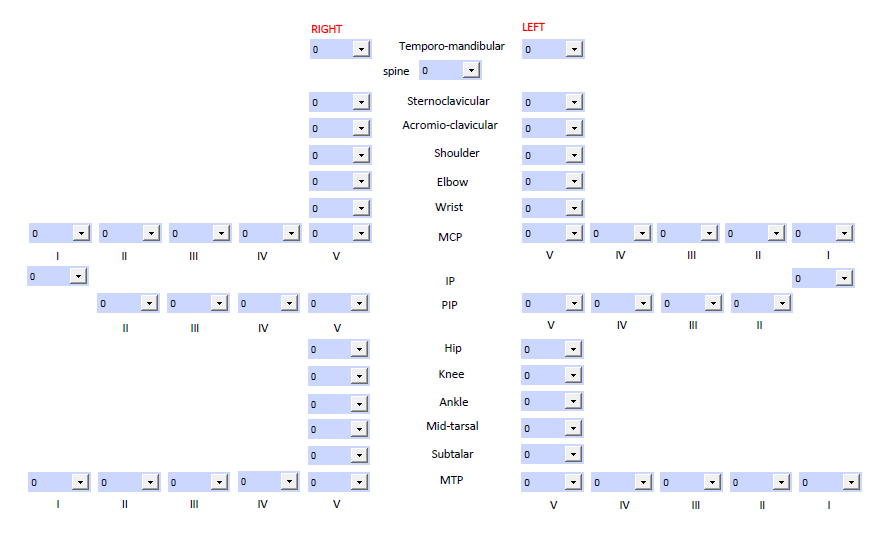 RIGHT LEFT
0 Temporo-mandibular 0
spine 0
0 Sternoclavicular 0
0 Acromio-clavicular 0
0 Shoulder 0
0 Elbow 0
0 Wrist 0
0 0 0 0 0 MCP 0 0 0 0 0
I II III IV V V IV III II I
0 IP 0
0 0 0 0 PIP 0 0 0 0
II III IV V V IV III II
0 Hip 0
0 Knee 0
0 Ankle 0
0 Mid-tarsal 0
0 Subtalar 0
0 0 0 0 0 MTP 0 0 0 0 0
I II III IV V V IV III II I